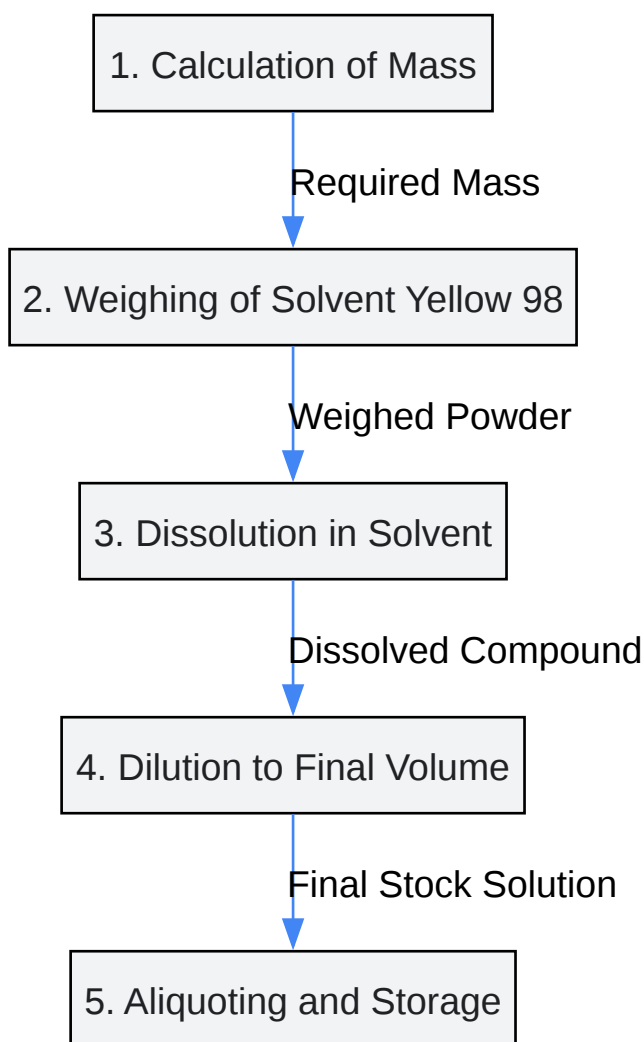 1. Calculation of Mass
Required Mass
2. Weighing of Solvent Yellow 98
Weighed Powder
3. Dissolution in Solvent
Dissolved Compound
4. Dilution to Final Volume
Final Stock Solution
5. Aliquoting and Storage